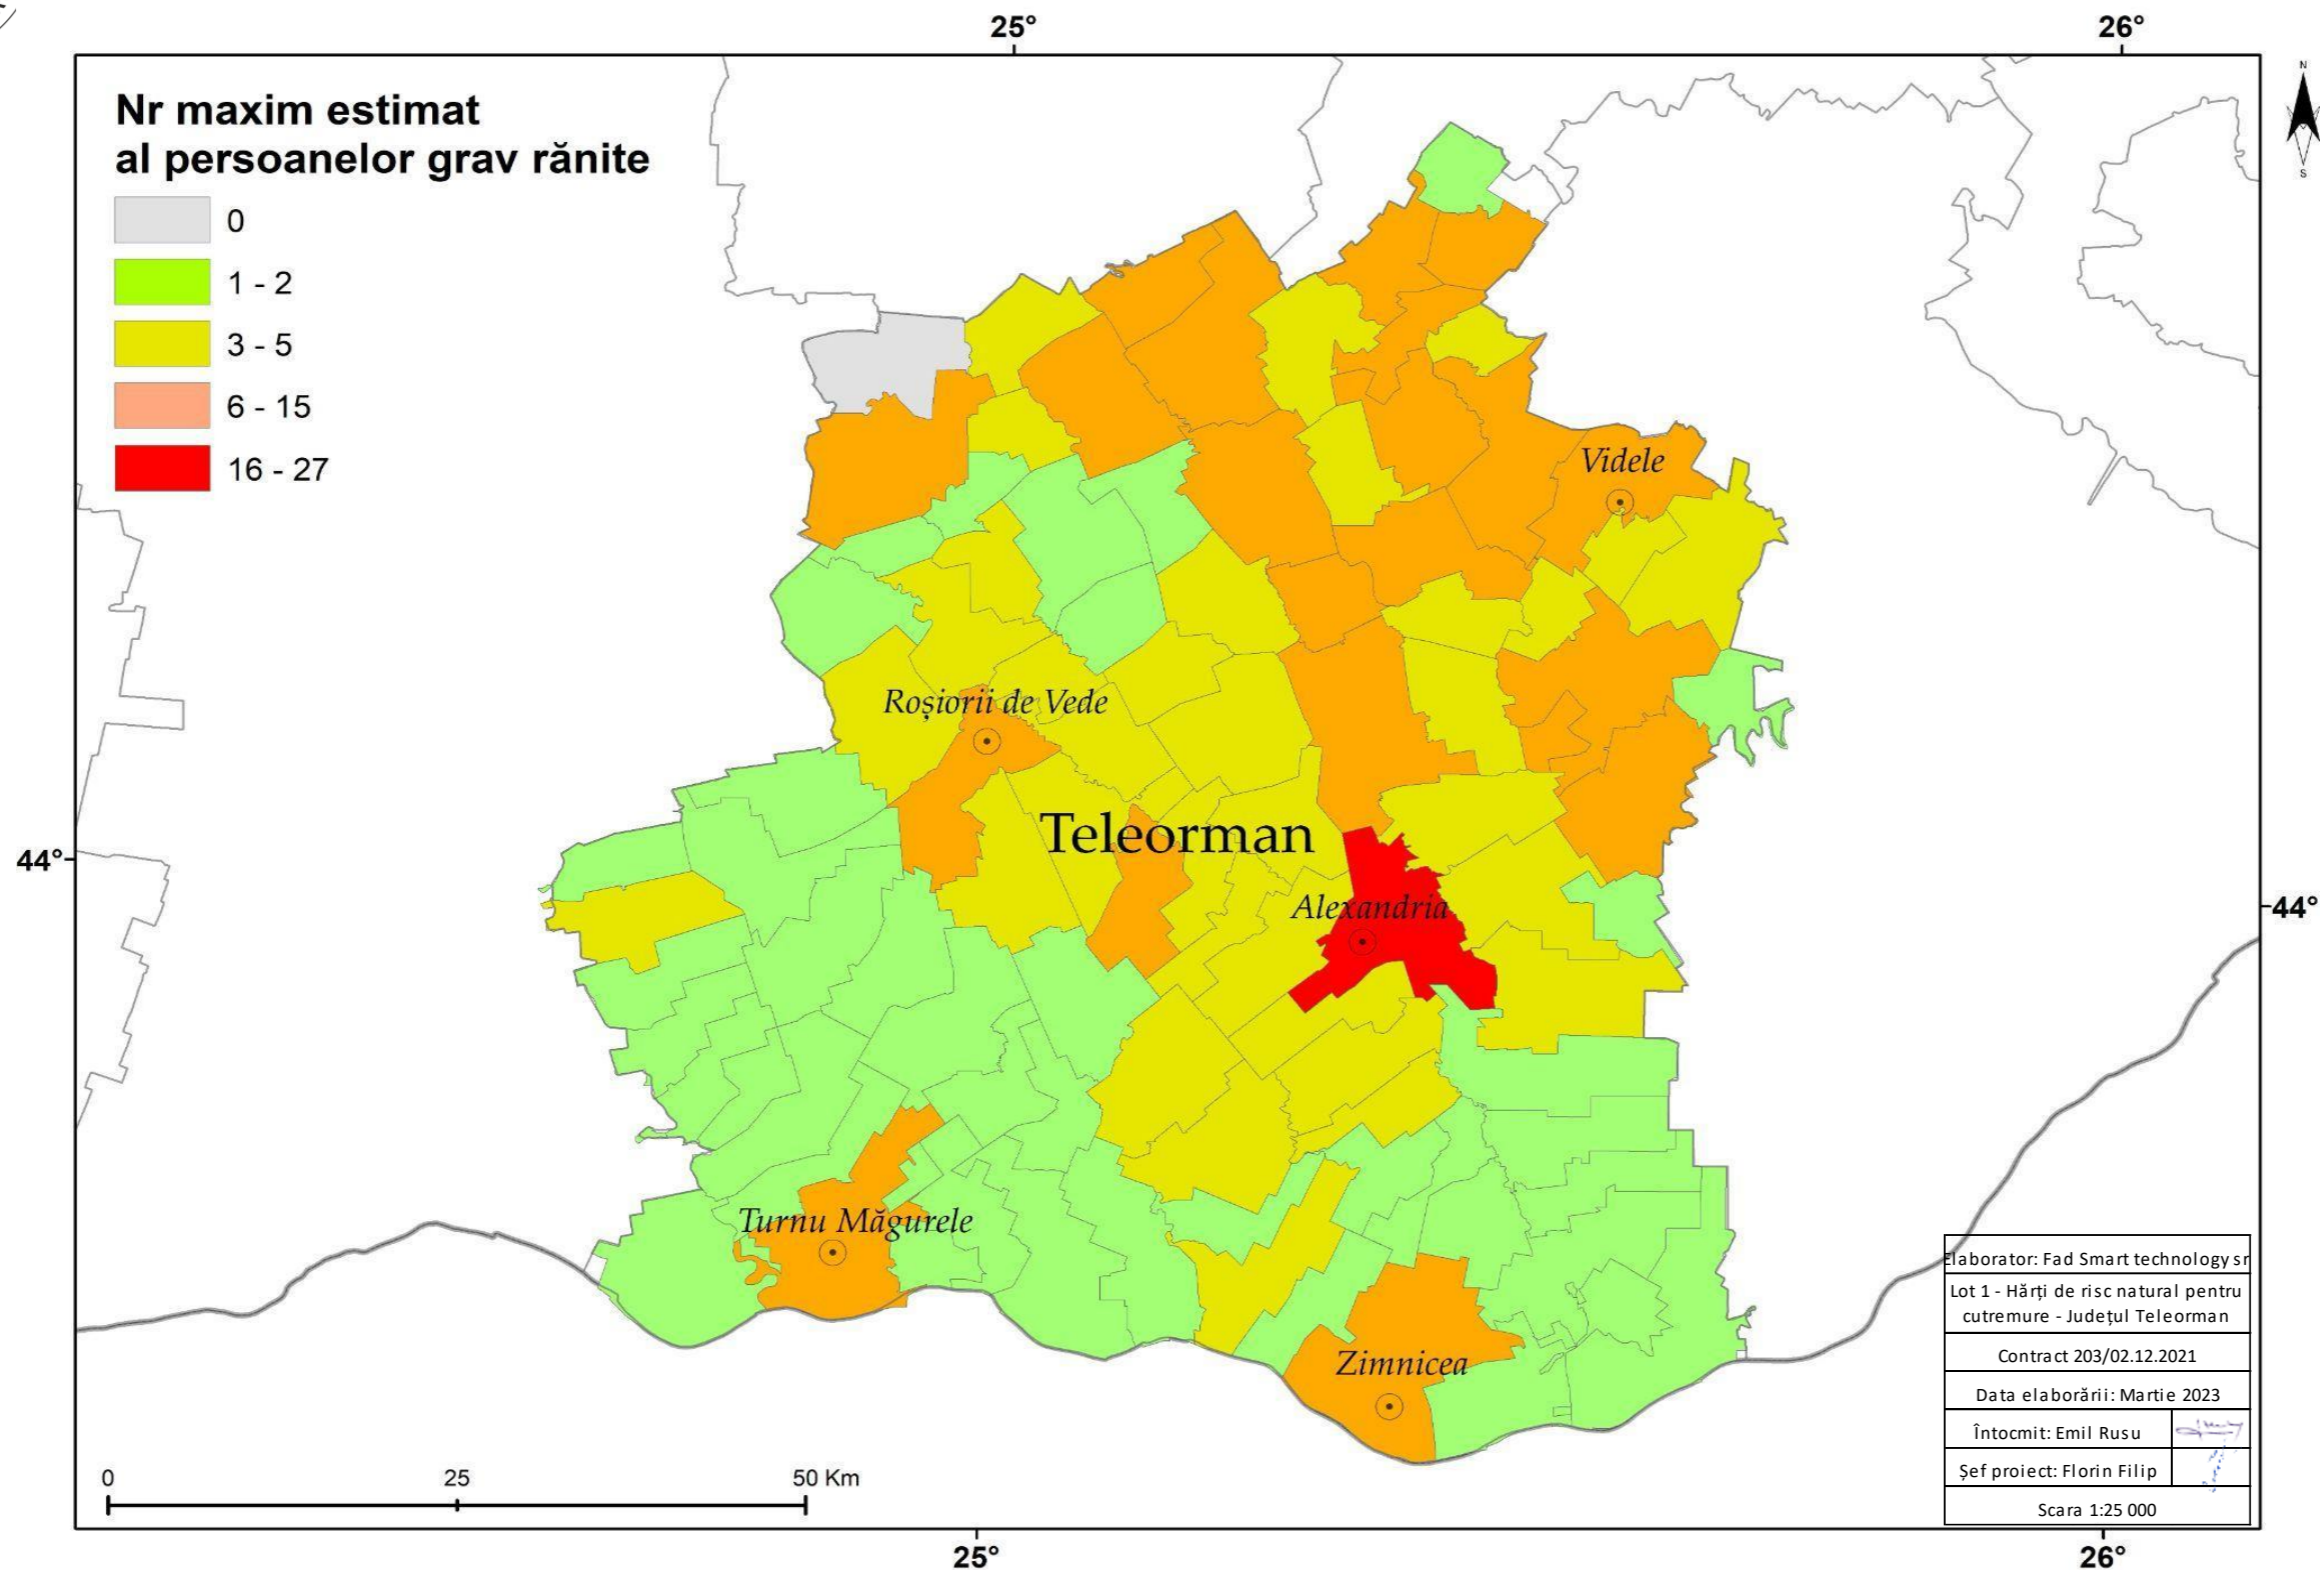 25°
26°
N
S
Nr maxim estimat
al persoanelor grav rănite
0
1 - 2
3 - 5
6 - 15
16 - 27
Videle
Roșiorii de Vede
Teleorman
44°
Alexandria
44°
Turnu Măgurele
Zimnicea
Elaborator: Fad Smart technology sr
Lot 1 - Hărți de risc natural pentru
cutremure - Județul Teleorman
Contract 203/02.12.2021
Data elaborării: Martie 2023
Întocmit: Emil Rusu
Șef proiect: Florin Filip
Scara 1:25 000
0 25 50 Km
25°
26°